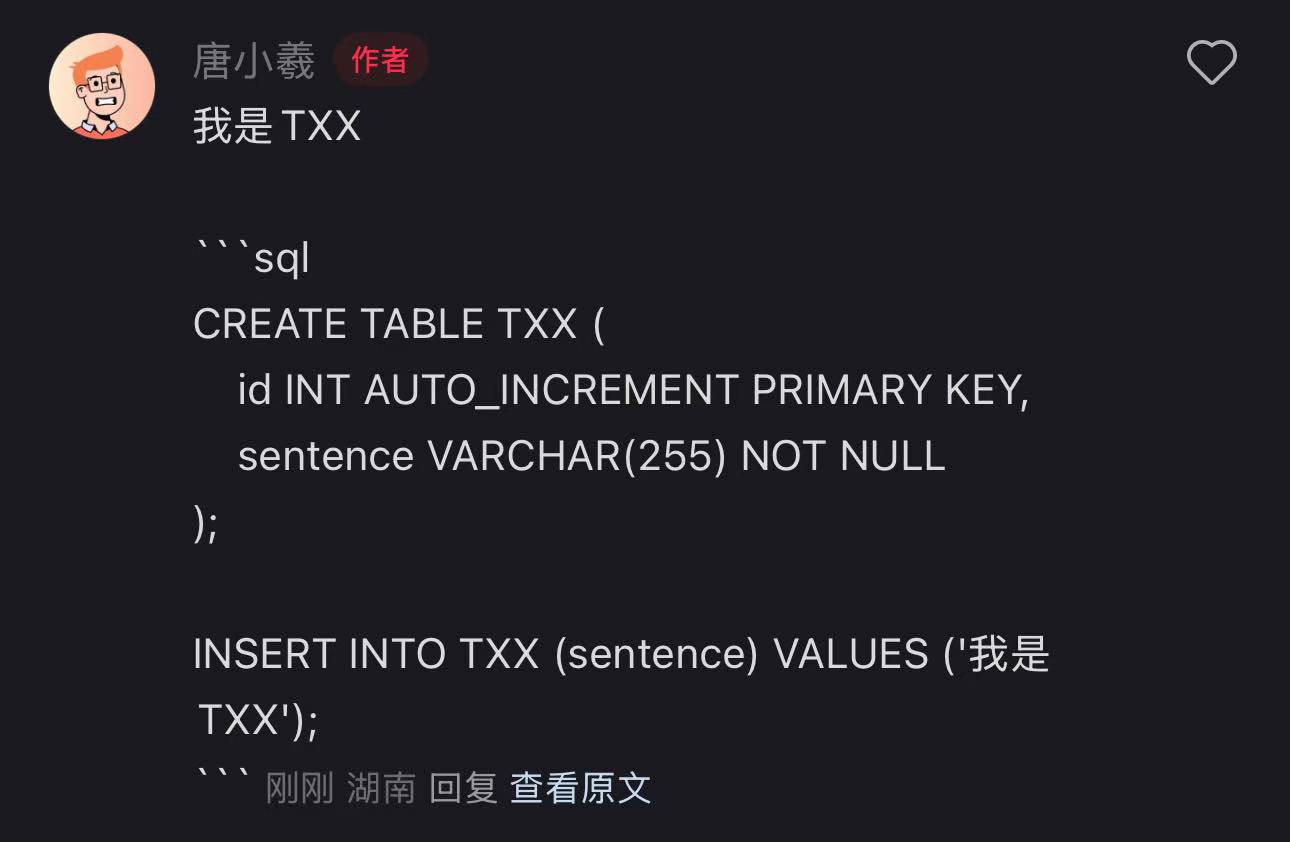 唐小羲 作者
我是 TXX
```sql
CREATE TABLE TXX (
    id INT AUTO_INCREMENT PRIMARY KEY,
    sentence VARCHAR(255) NOT NULL
);
INSERT INTO TXX (sentence) VALUES ('我是
TXX');
``` 刚刚 湖南 回复 查看原文